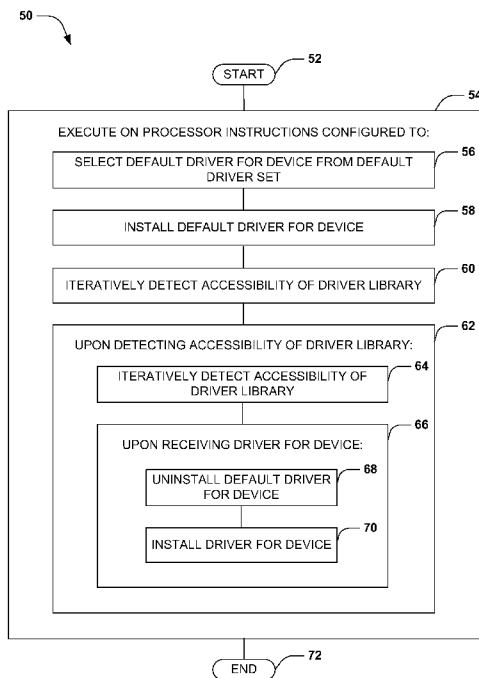 50
52
START
54
EXECUTE ON PROCESSOR INSTRUCTIONS CONFIGURED TO:
56
SELECT DEFAULT DRIVER FOR DEVICE FROM DEFAULT
DRIVER SET
58
INSTALL DEFAULT DRIVER FOR DEVICE
60
ITERATIVELY DETECT ACCESSIBILITY OF DRIVER LIBRARY
62
UPON DETECTING ACCESSIBILITY OF DRIVER LIBRARY:
64
ITERATIVELY DETECT ACCESSIBILITY OF
DRIVER LIBRARY
66
UPON RECEIVING DRIVER FOR DEVICE:
68
UNINSTALL DEFAULT DRIVER
FOR DEVICE
70
INSTALL DRIVER FOR DEVICE
72
END